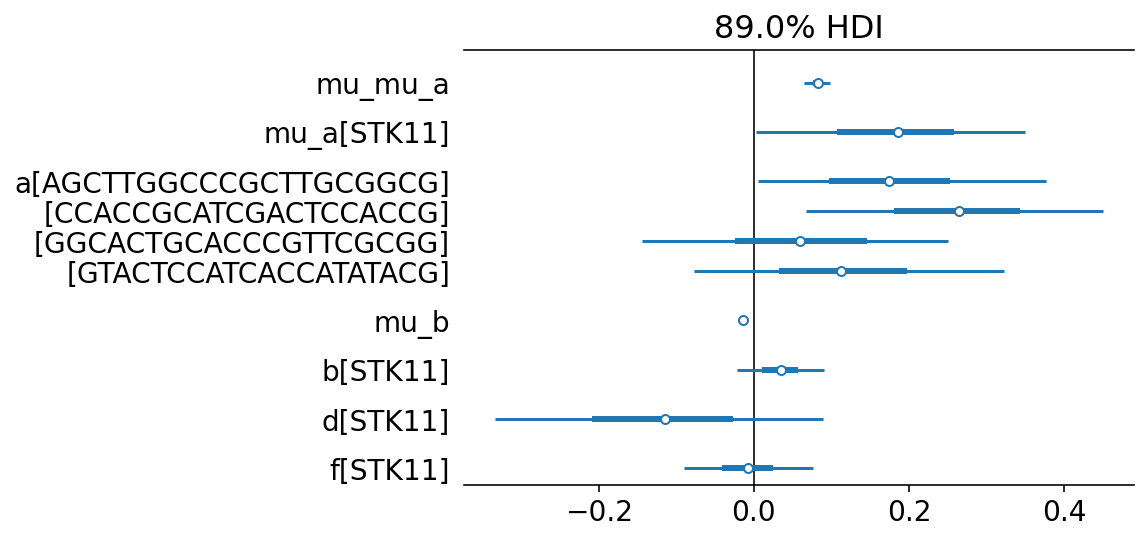 89.0% HDI
mu_mu_a
mu_a[STK11]
a[AGCTTGGCCCGCTTGCGGCG]
[CCACCGCATCGACTCCACCG]
[GGCACTGCACCCGTTCGCGG]
[GTACTCCATCACCATATACG]
mu_b
b[STK11]
d[STK11]
f[STK11]
−0.2 0.0 0.2 0.4